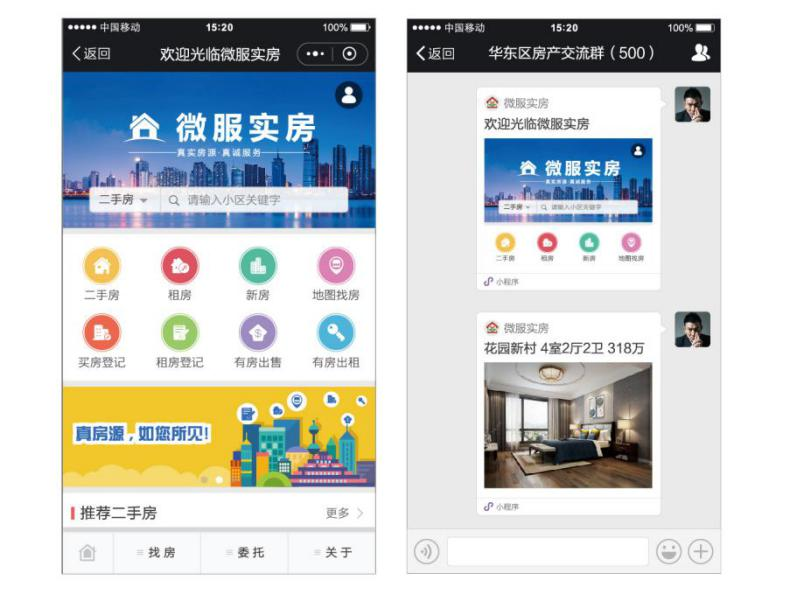 中国移动 15:20 100%
返回 欢迎光临微服实房
微服实房
真实房源·真诚服务
二手房 请输入小区关键字
二手房 租房 新房 地图找房
买房登记 租房登记 有房出售 有房出租
真房源，如您所见!
推荐二手房 更多
找房 委托 关于
中国移动 15:20 100%
返回 华东区房产交流群（500）
微服实房
欢迎光临微服实房
微服实房
真实房源·真诚服务
二手房 请输入小区关键字
二手房 租房 新房 地图找房
小程序
微服实房
花园新村 4室2厅2卫 318万
小程序